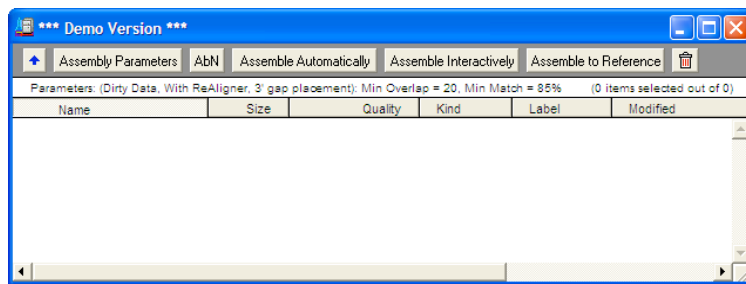 *** Demo Version ***
Assembly Parameters AbN Assemble Automatically Assemble Interactively Assemble to Reference
Parameters: (Dirty Data, With ReAligner, 3' gap placement): Min Overlap = 20, Min Match = 85% (0 items selected out of 0)
Name Size Quality Kind Label Modified